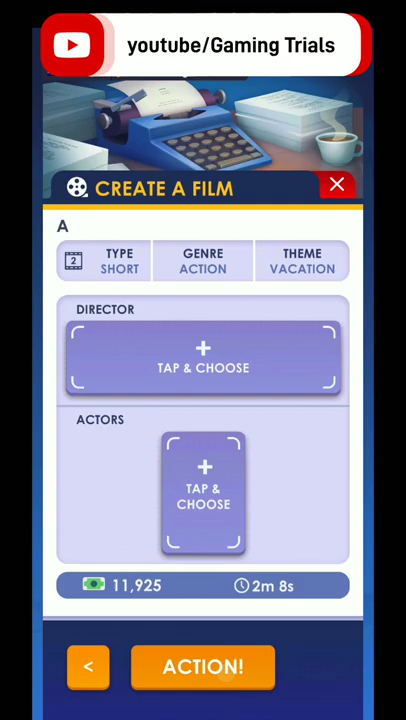 youtube/Gaming Trials
CREATE A FILM
A
2
TYPE
SHORT
GENRE
ACTION
THEME
VACATION
DIRECTOR
+
TAP & CHOOSE
ACTORS
+
TAP &
CHOOSE
11,925
2m 8s
<
ACTION!